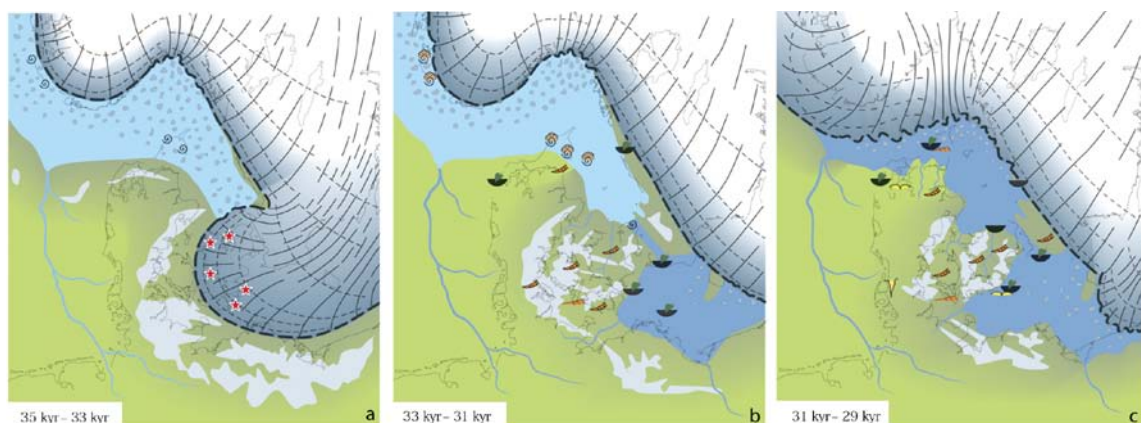 35 kyr– 33 kyr
a
33 kyr– 31 kyr
b
31 kyr– 29 kyr
c